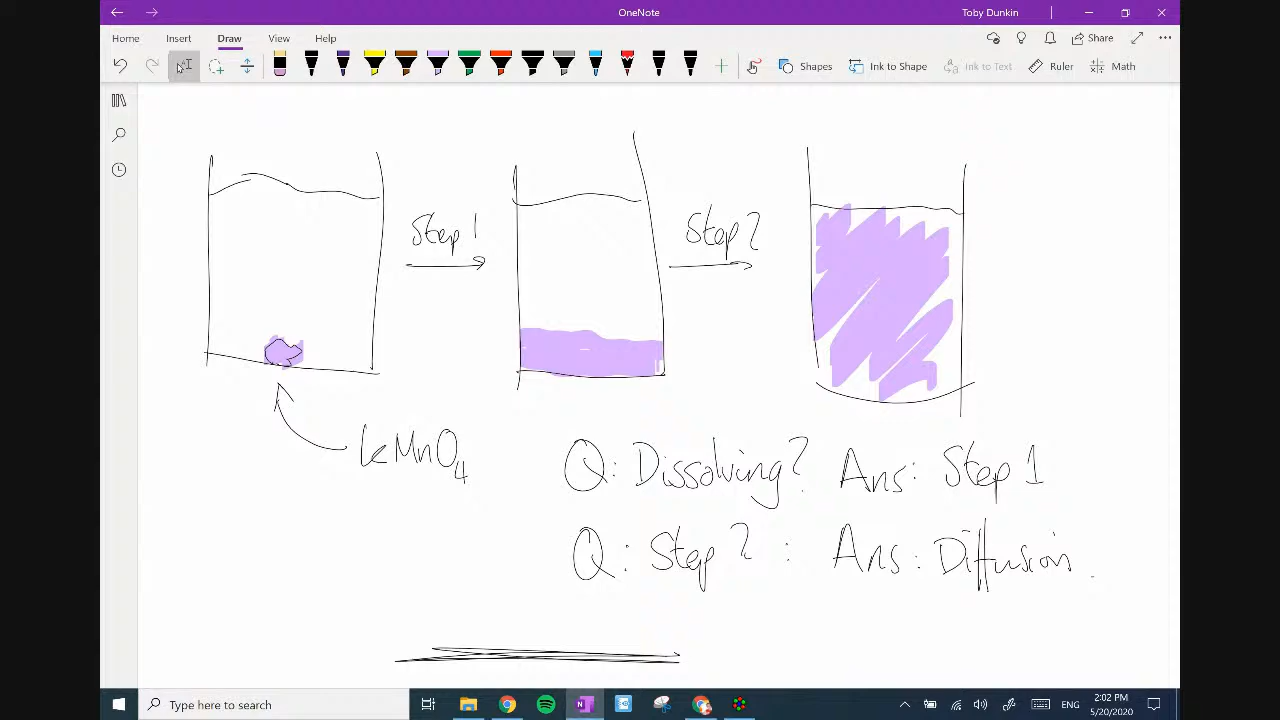 OneNote
Toby Dunkin
Home Insert Draw View Help
Share
Shapes Ink to Shape Ink to Text Ruler Math
Step 1
Step 2
KMnO4
Q: Dissolving? Ans: Step 1
Q: Step 2: Ans: Diffusion.
Type here to search
ENG
2:02 PM
5/20/2020